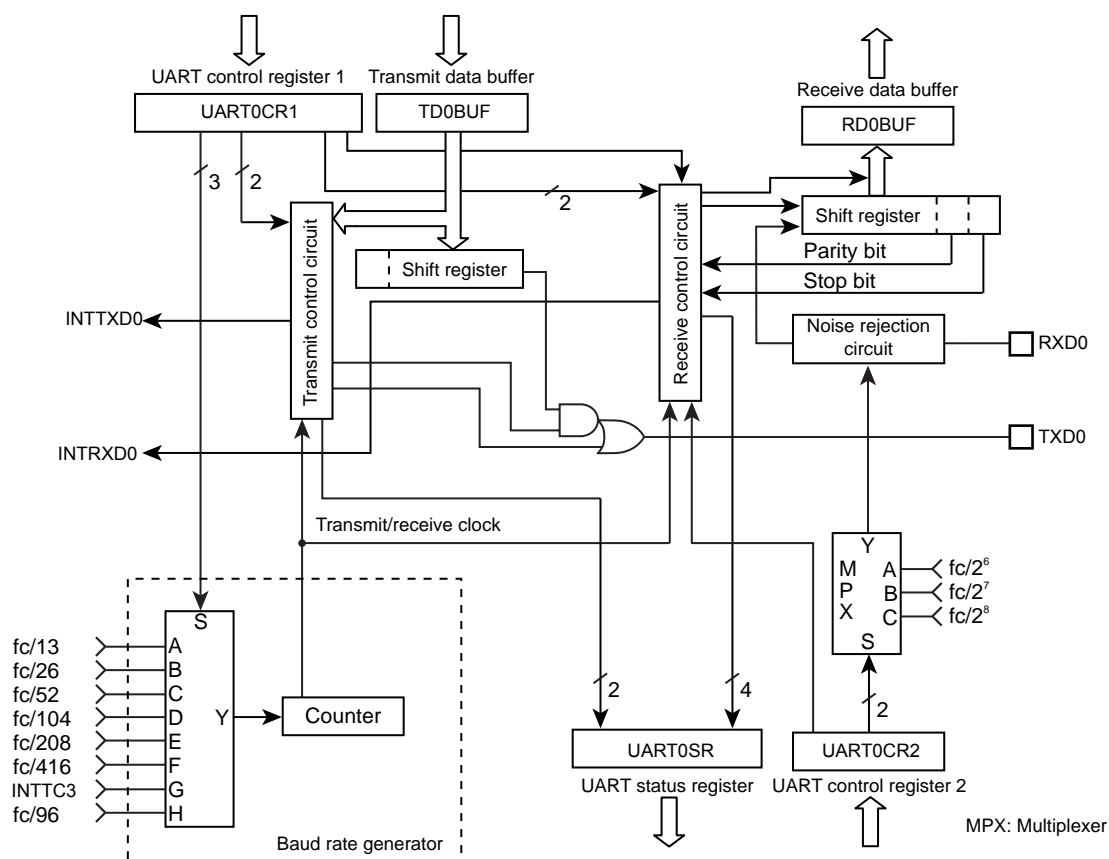 UART control register 1
Transmit data buffer
Receive data buffer
UART0CR1
TD0BUF
RD0BUF
3
2
2
Transmit control circuit
Receive control circuit
Shift register
Shift register
Parity bit
Stop bit
INTTXD0
Noise rejection
circuit
RXD0
INTRXD0
TXD0
Transmit/receive clock
Y
M
P
X
A
B
C
S
fc/2⁶
fc/2⁷
fc/2⁸
S
fc/13
A
fc/26
B
fc/52
C
fc/104
D
Y
Counter
fc/208
E
fc/416
F
INTTC3
G
fc/96
H
2
4
2
UART0SR
UART0CR2
UART status register
UART control register 2
Baud rate generator
MPX: Multiplexer